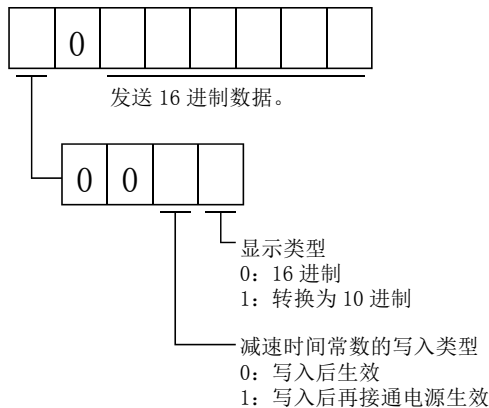 0
发送 16 进制数据。
0 0
显示类型
0：16 进制
1：转换为 10 进制
减速时间常数的写入类型
0：写入后生效
1：写入后再接通电源生效